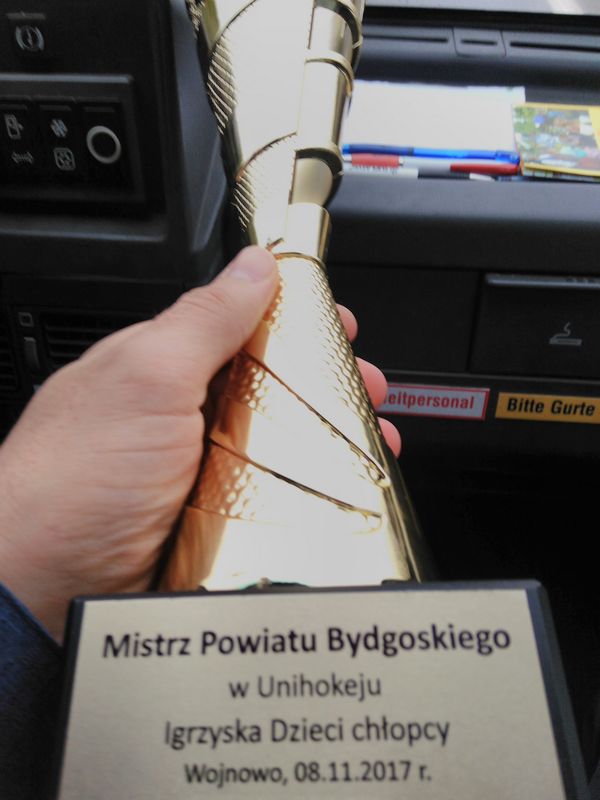 eitpersonal
Bitte Gurte
Mistrz Powiatu Bydgoskiego
w Unihokeju
Igrzyska Dzieci chłopcy
Wojnowo, 08.11.2017 r.